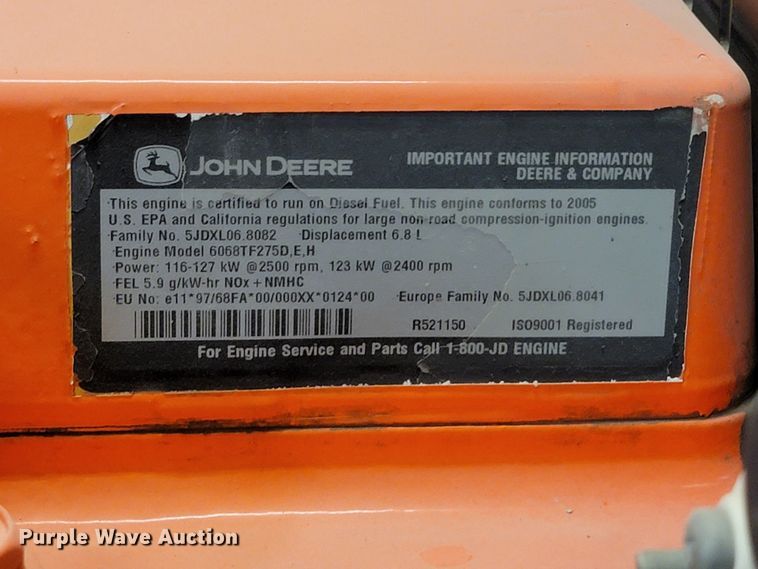 JOHN DEERE
IMPORTANT ENGINE INFORMATION
DEERE & COMPANY
This engine is certified to run on Diesel Fuel. This engine conforms to 2005
U.S. EPA and California regulations for large non-road compression-ignition engines.
Family No. 5JDXL06.8082 Displacement 6.8 L
Engine Model 6068TF275D,E,H
Power: 116-127 kW @2500 rpm, 123 kW @2400 rpm
FEL 5.9 g/kW-hr NOx + NMHC
EU No: e11*97/68FA*00/000XX*0124*00 Europe Family No. 5JDXL06.8041
R521150 ISO9001 Registered
For Engine Service and Parts Call 1-800-JD ENGINE
Purple Wave Auction